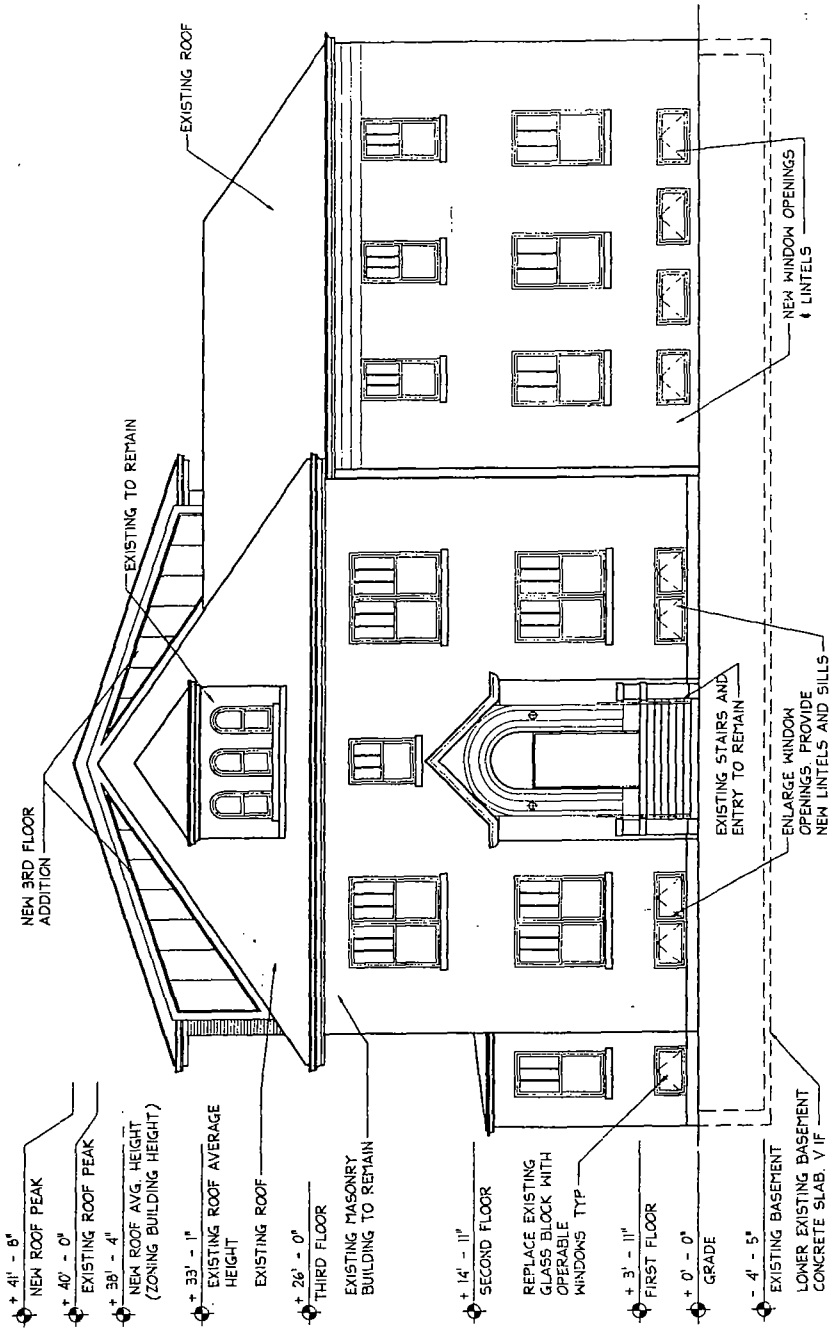 NEW 3RD FLOOR
ADDITION
EXISTING TO REMAIN
EXISTING ROOF
+ 41' - 8"
NEW ROOF PEAK
+ 40' - 0"
EXISTING ROOF PEAK
+ 38' - 4"
NEW ROOF AVG. HEIGHT
(ZONING BUILDING HEIGHT)
+ 33' - 1"
EXISTING ROOF AVERAGE
HEIGHT
EXISTING ROOF
+ 26' - 0"
THIRD FLOOR
EXISTING MASONRY
BUILDING TO REMAIN
+ 14' - 11"
SECOND FLOOR
REPLACE EXISTING
GLASS BLOCK WITH
OPERABLE
WINDOWS TYP
+ 3' - 11"
FIRST FLOOR
+ 0' - 0"
GRADE
- 4' - 5"
EXISTING BASEMENT
LOWER EXISTING BASEMENT
CONCRETE SLAB. V IF
EXISTING STAIRS AND
ENTRY TO REMAIN
ENLARGE WINDOW
OPENINGS. PROVIDE
NEW LINTELS AND SILLS
NEW WINDOW OPENINGS
& LINTELS